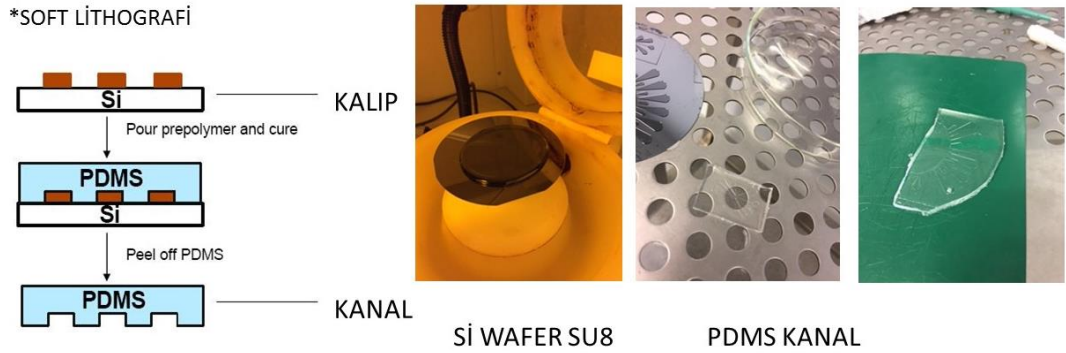 *SOFT LİTHOGRAFİ
Si
KALIP
Pour prepolymer and cure
PDMS
Si
Peel off PDMS
PDMS
KANAL
Sİ WAFER SU8
PDMS KANAL